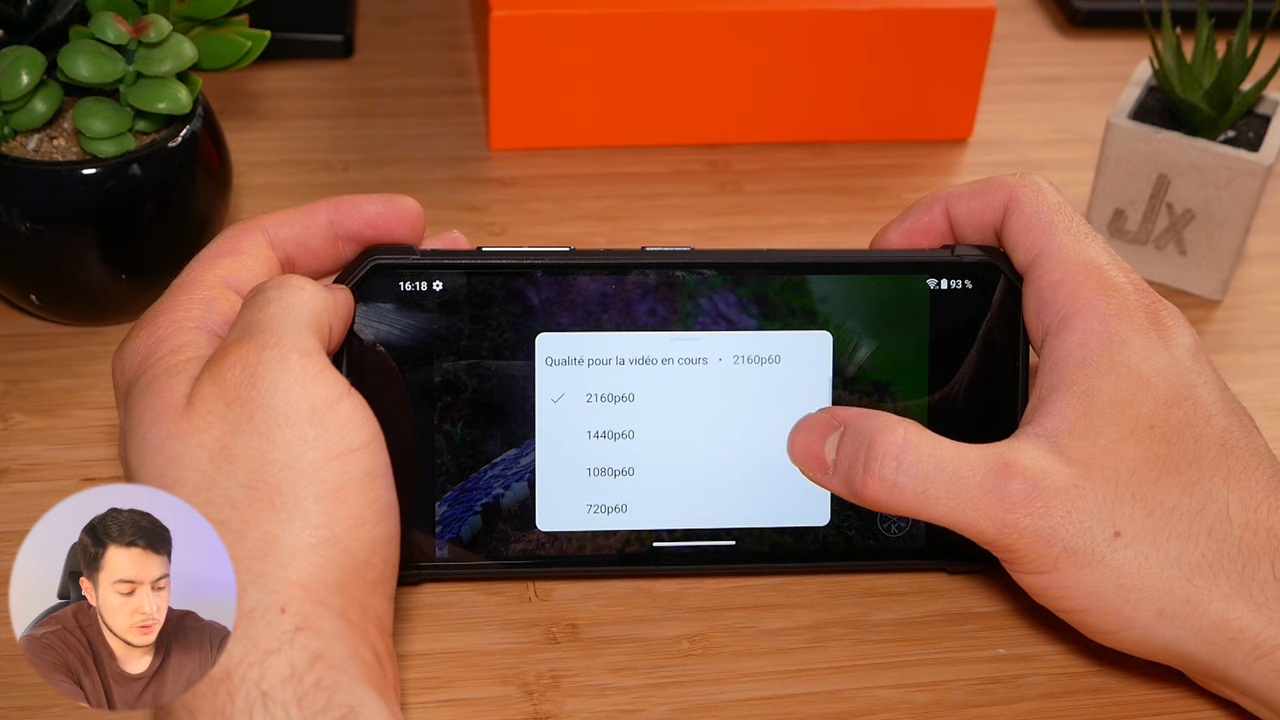 16:18
93 %
Qualité pour la vidéo en cours • 2160p60
2160p60
1440p60
1080p60
720p60
Jx
K